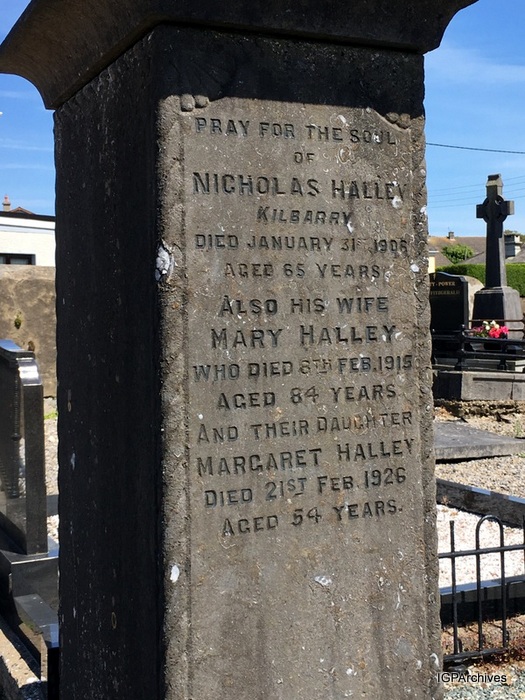 PRAY FOR THE SOUL
OF
NICHOLAS HALLEY
KILBARRY
DIED JANUARY 31ST 1906
AGED 65 YEARS.
ALSO HIS WIFE
MARY HALLEY
WHO DIED 8TH FEB. 1915
AGED 84 YEARS
AND THEIR DAUGHTER
MARGARET HALLEY
DIED 21ST FEB 1926
AGED 54 YEARS.
POWER
IGPArchives